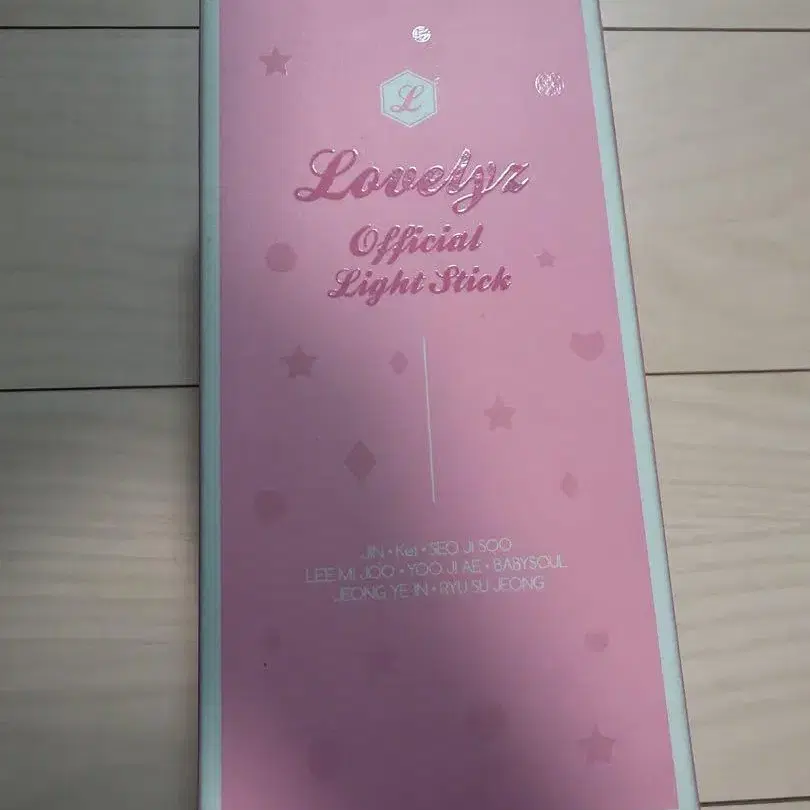 L
Lovelyz
Official
Light Stick
JIN • Kei • SEO JI SOO
LEE MI JOO • YOO JI AE • BABYSOUL
JEONG YE IN • RYU SU JEONG